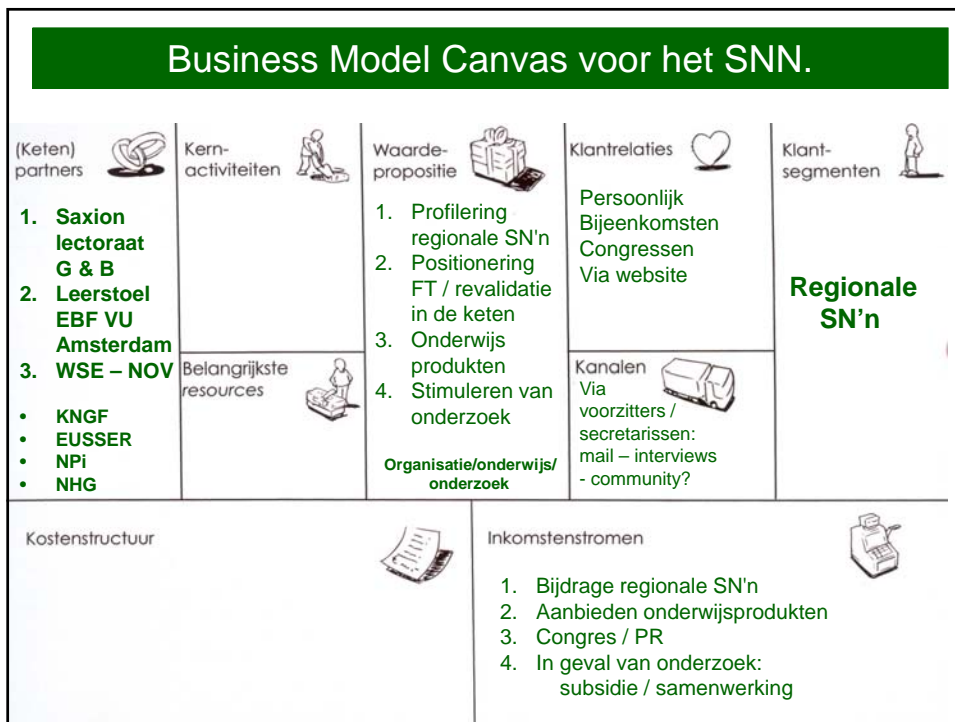 Business Model Canvas voor het SNN.
(Keten)
partners
1. Saxion
lectoraat
G & B
2. Leerstoel
EBF VU
Amsterdam
3. WSE – NOV
• KNGF
• EUSSER
• NPi
• NHG
Kern-
activiteiten
Belangrijkste
resources
Waarde-
propositie
1. Profilering
regionale SN'n
2. Positionering
FT / revalidatie
in de keten
3. Onderwijs
produkten
4. Stimuleren van
onderzoek
Organisatie/onderwijs/
onderzoek
Klantrelaties
Persoonlijk
Bijeenkomsten
Congressen
Via website
Kanalen
Via
voorzitters /
secretarissen:
mail – interviews
- community?
Klant-
segmenten
Regionale
SN’n
Kostenstructuur
Inkomstenstromen
1. Bijdrage regionale SN'n
2. Aanbieden onderwijsprodukten
3. Congres / PR
4. In geval van onderzoek:
subsidie / samenwerking